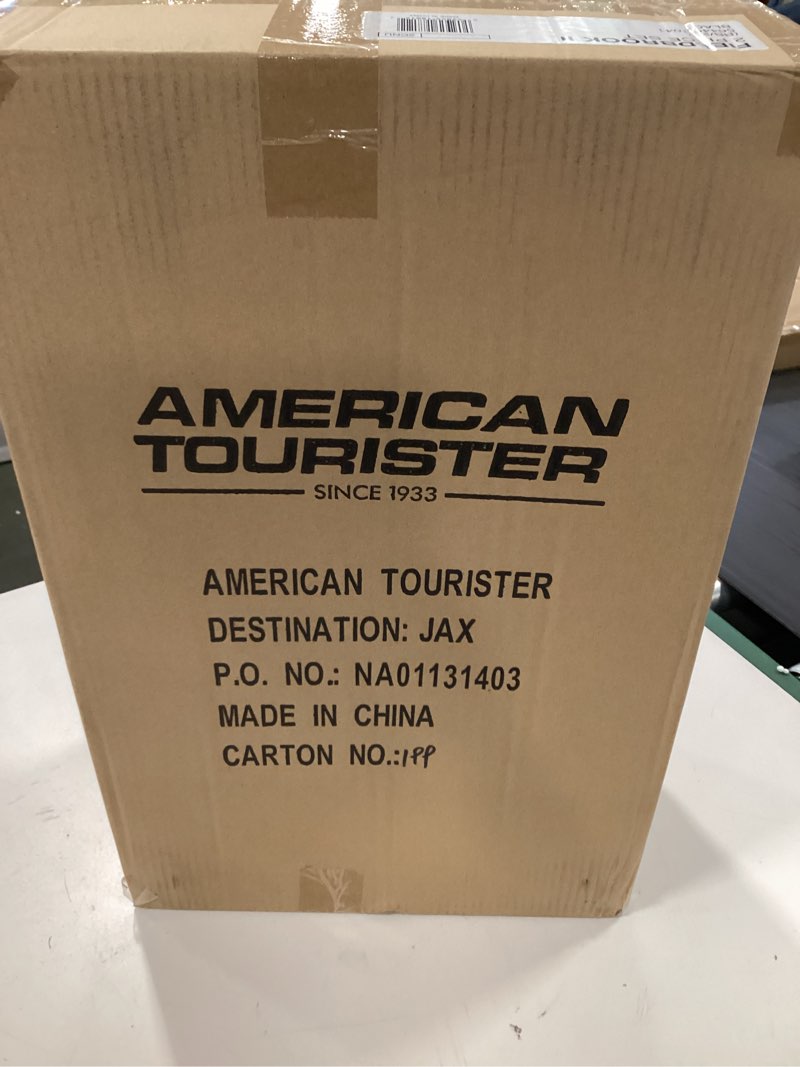 AMERICAN
TOURISTER
SINCE 1933
AMERICAN TOURISTER
DESTINATION: JAX
P.O. NO.: NA01131403
MADE IN CHINA
CARTON NO.: